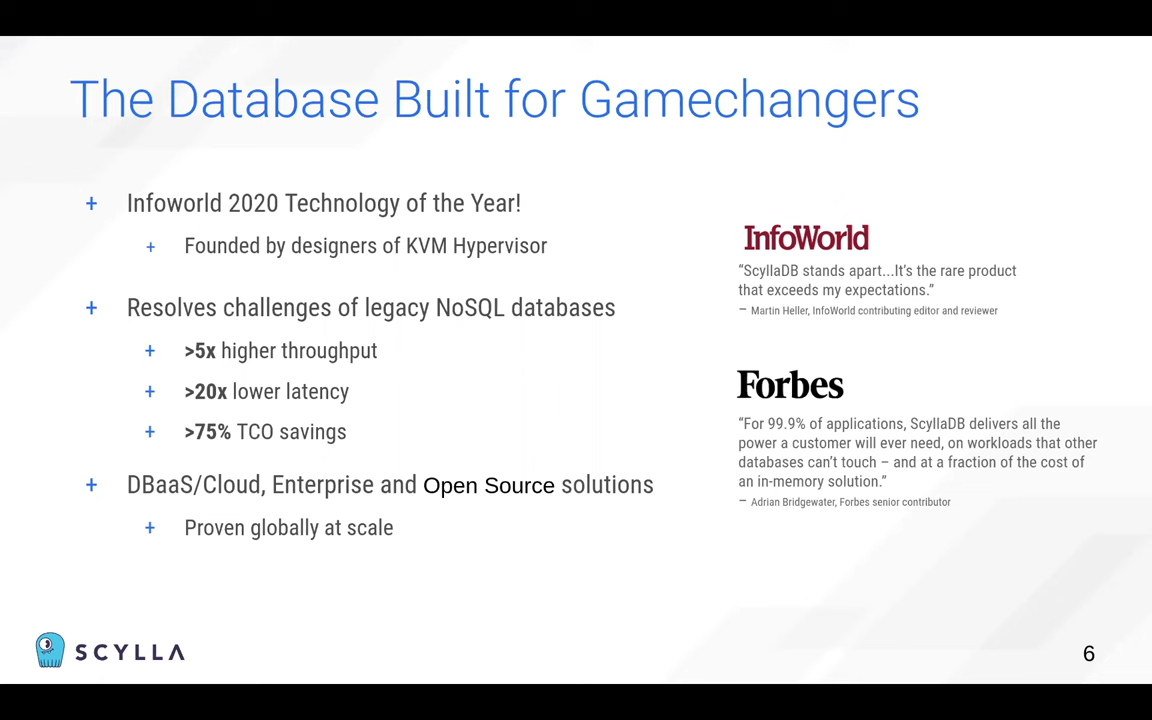 The Database Built for Gamechangers
+ Infoworld 2020 Technology of the Year!
+ Founded by designers of KVM Hypervisor
+ Resolves challenges of legacy NoSQL databases
+ >5x higher throughput
+ >20x lower latency
+ >75% TCO savings
+ DBaaS/Cloud, Enterprise and Open Source solutions
+ Proven globally at scale
InfoWorld
“ScyllaDB stands apart...It’s the rare product
that exceeds my expectations.”
– Martin Heller, InfoWorld contributing editor and reviewer
Forbes
“For 99.9% of applications, ScyllaDB delivers all the
power a customer will ever need, on workloads that other
databases can’t touch – and at a fraction of the cost of
an in-memory solution.”
– Adrian Bridgewater, Forbes senior contributor
SCYLLA
6